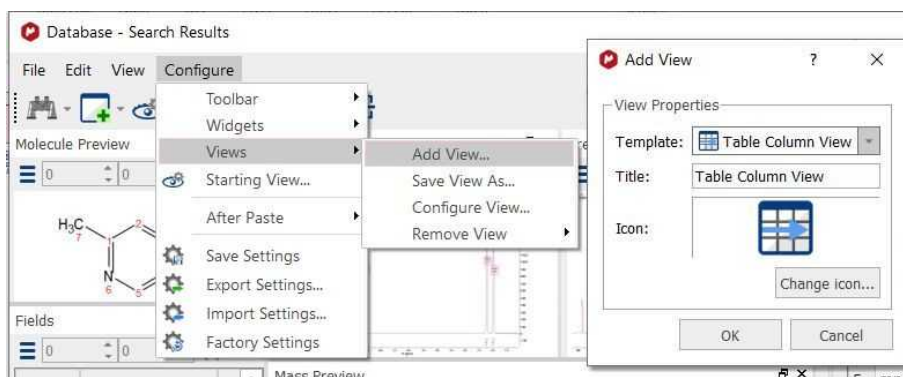 Database - Search Results
File Edit View Configure
Toolbar
Widgets
Views
Starting View...
After Paste
Save Settings
Export Settings...
Import Settings...
Factory Settings
Add View...
Save View As...
Configure View...
Remove View
Molecule Preview
0 0
H₃C
7
1
2
N
6
5
Fields
0 0
Mass Preview
Add View ? ×
View Properties
Template: Table Column View
Title: Table Column View
Icon:
Change icon...
OK Cancel